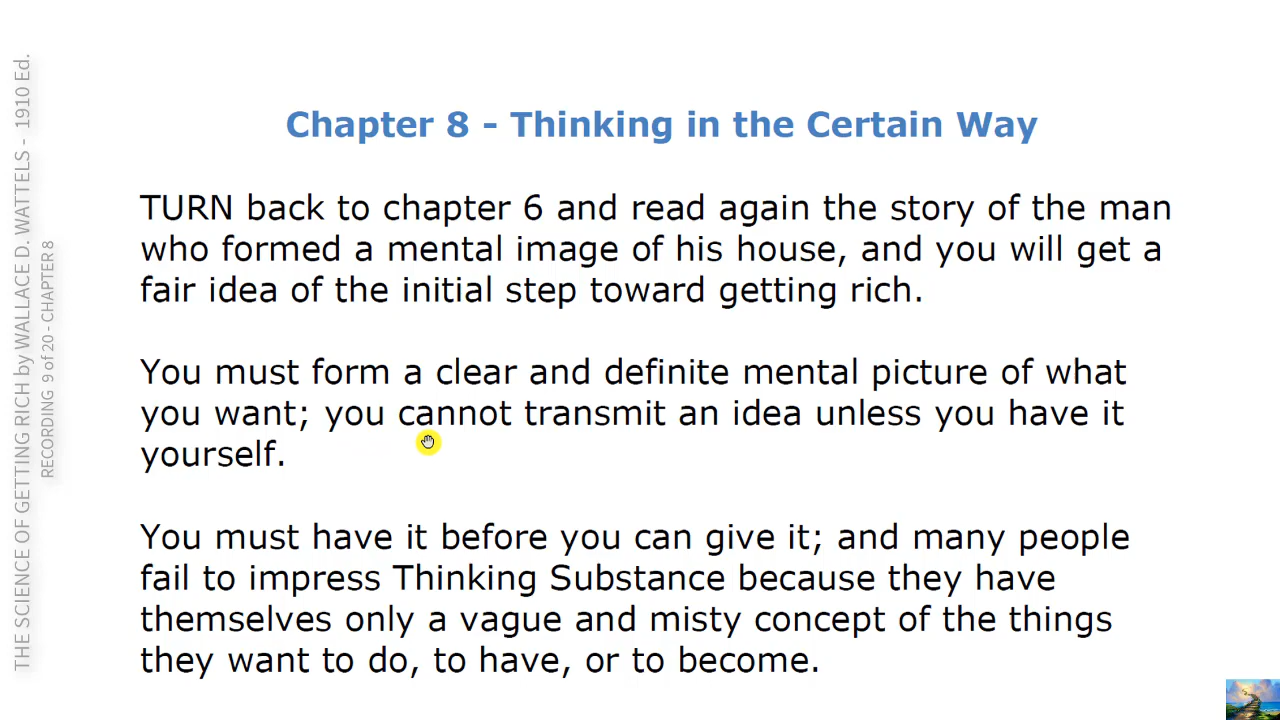 THE SCIENCE OF GETTING RICH by WALLACE D. WATTELS - 1910 Ed.
RECORDING 9 of 20 - CHAPTER 8
Chapter 8 - Thinking in the Certain Way
TURN back to chapter 6 and read again the story of the man
who formed a mental image of his house, and you will get a
fair idea of the initial step toward getting rich.
You must form a clear and definite mental picture of what
you want; you cannot transmit an idea unless you have it
yourself.
You must have it before you can give it; and many people
fail to impress Thinking Substance because they have
themselves only a vague and misty concept of the things
they want to do, to have, or to become.